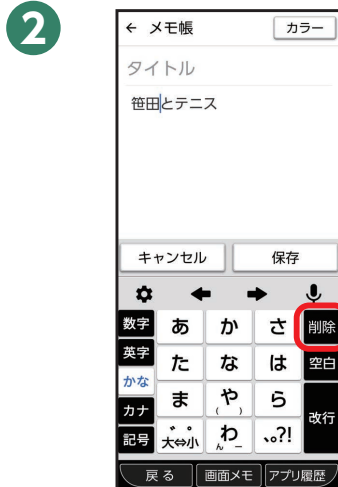 2
メモ帳 カラー
タイトル
笹田とテニス
キャンセル 保存
数字 あ か さ 削除
英字 た な は 空白
かな
カナ ま や ( ) ら 改行
記号 ゛゜大⇔小 わ ん ー 、。?!
戻る 画面メモ アプリ履歴